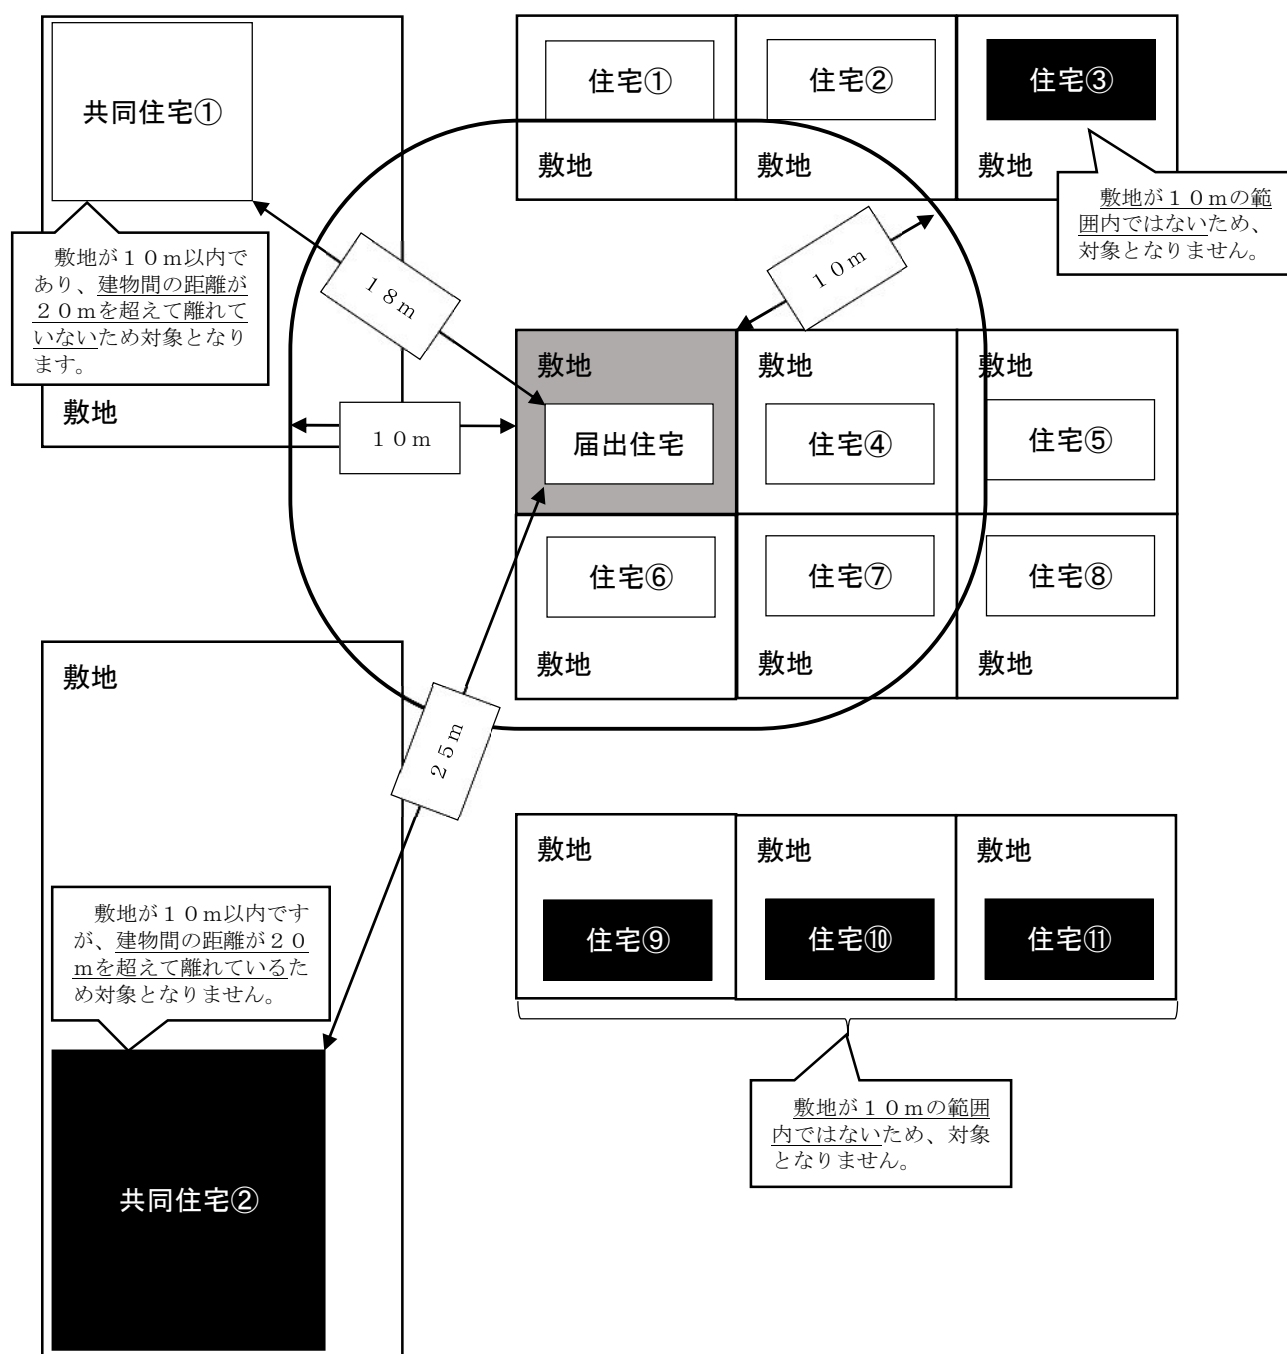 共同住宅①
住宅①
住宅②
住宅③
敷地
敷地
敷地が１０ｍの範
囲内ではないため、
対象となりません。
敷地が１０ｍ以内で
あり、建物間の距離が
２０ｍを超えて離れて
いないため対象となり
ます。
敷地
１８ｍ
１０ｍ
１０ｍ
敷地
届出住宅
敷地
住宅④
敷地
住宅⑤
住宅⑥
敷地
住宅⑦
敷地
住宅⑧
敷地
敷地
２５ｍ
敷地が１０ｍ以内です
が、建物間の距離が２０
ｍを超えて離れているた
め対象となりません。
共同住宅②
敷地
敷地
敷地
住宅⑨
住宅⑩
住宅⑪
敷地が１０ｍの範囲
内ではないため、対象
となりません。